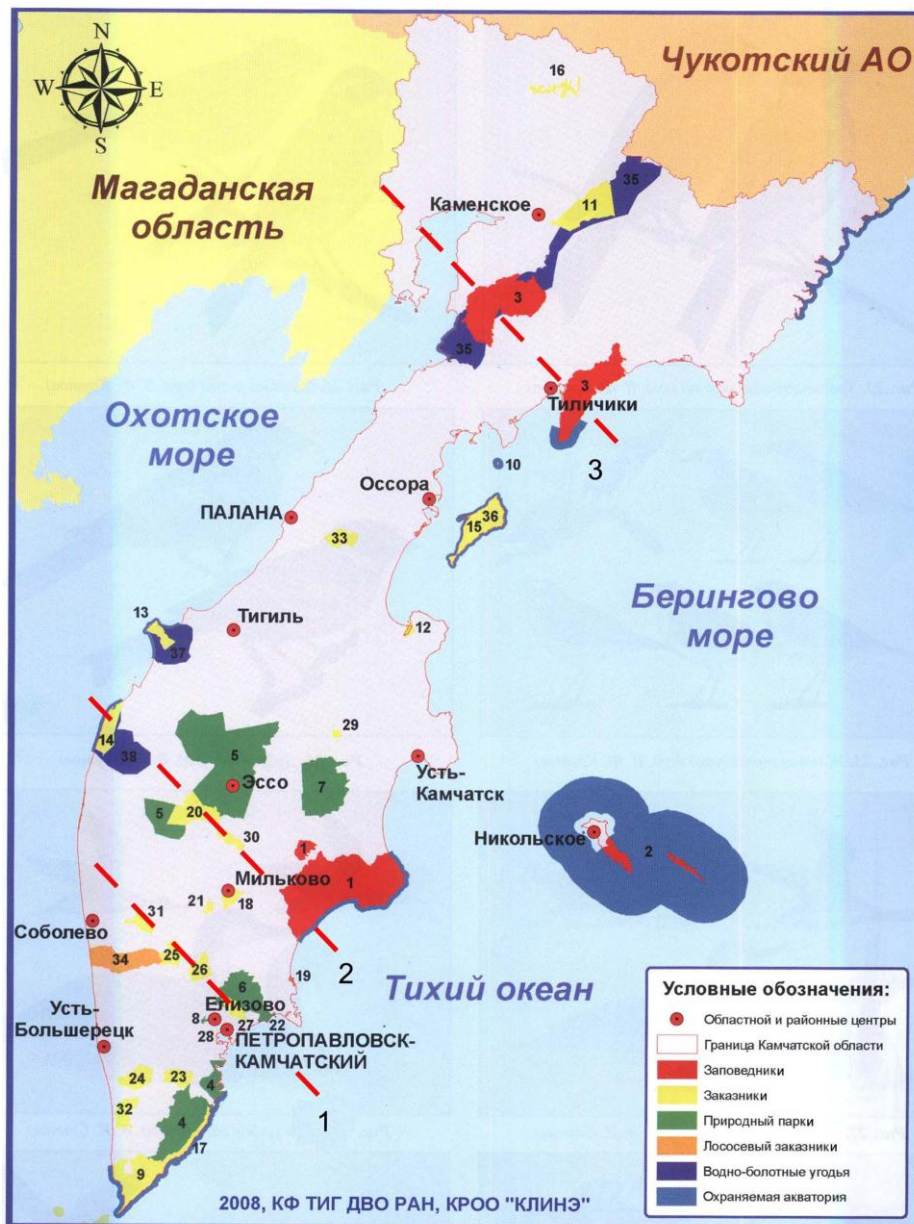 N
W
E
S
Чукотский АО
16
Магаданская
область
Каменское
11
35
3
35
3
Тиличики
Охотское
море
10
3
Оссора
ПАЛАНА
15
36
33
Берингово
море
13
Тигиль
12
37
14
38
29
5
Эссо
7
Усть-
Камчатск
5
20
30
Никольское
2
1
1
Мильково
21
18
31
Соболево
34
25
26
2
19
6
Тихий океан
Елизово
8
27
22
28
ПЕТРОПАВЛОВСК-
КАМЧАТСКИЙ
Усть-
Большерецк
24
23
4
1
32
4
17
9
2008, КФ ТИГ ДВО РАН, КРОО "КЛИНЭ"
Условные обозначения:
Областной и районные центры
Граница Камчатской области
Заповедники
Заказники
Природный парки
Лососевый заказники
Водно-болотные угодья
Охраняемая акватория